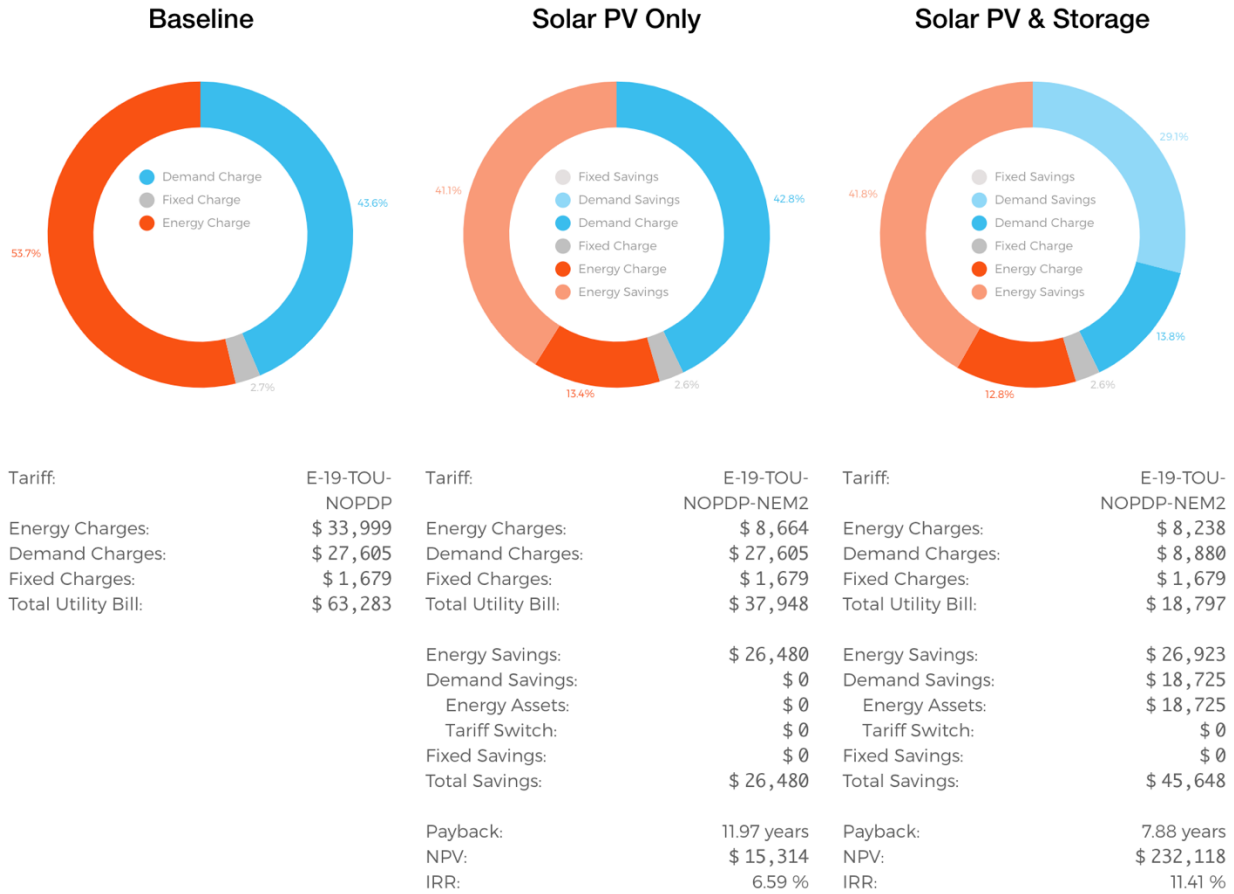 Baseline
Demand Charge
Fixed Charge
Energy Charge
43.6%
53.7%
2.7%
Tariff: E-19-TOU-
NOPDP
Energy Charges: $ 33,999
Demand Charges: $ 27,605
Fixed Charges: $ 1,679
Total Utility Bill: $ 63,283
Solar PV Only
Fixed Savings
Demand Savings
Demand Charge
Fixed Charge
Energy Charge
Energy Savings
41.1%
42.8%
2.6%
13.4%
Tariff: E-19-TOU-
NOPDP-NEM2
Energy Charges: $ 8,664
Demand Charges: $ 27,605
Fixed Charges: $ 1,679
Total Utility Bill: $ 37,948
Energy Savings: $ 26,480
Demand Savings: $ 0
Energy Assets: $ 0
Tariff Switch: $ 0
Fixed Savings: $ 0
Total Savings: $ 26,480
Payback: 11.97 years
NPV: $ 15,314
IRR: 6.59 %
Solar PV & Storage
29.1%
Fixed Savings
Demand Savings
Demand Charge
Fixed Charge
Energy Charge
Energy Savings
41.8%
13.8%
2.6%
12.8%
Tariff: E-19-TOU-
NOPDP-NEM2
Energy Charges: $ 8,238
Demand Charges: $ 8,880
Fixed Charges: $ 1,679
Total Utility Bill: $ 18,797
Energy Savings: $ 26,923
Demand Savings: $ 18,725
Energy Assets: $ 18,725
Tariff Switch: $ 0
Fixed Savings: $ 0
Total Savings: $ 45,648
Payback: 7.88 years
NPV: $ 232,118
IRR: 11.41 %